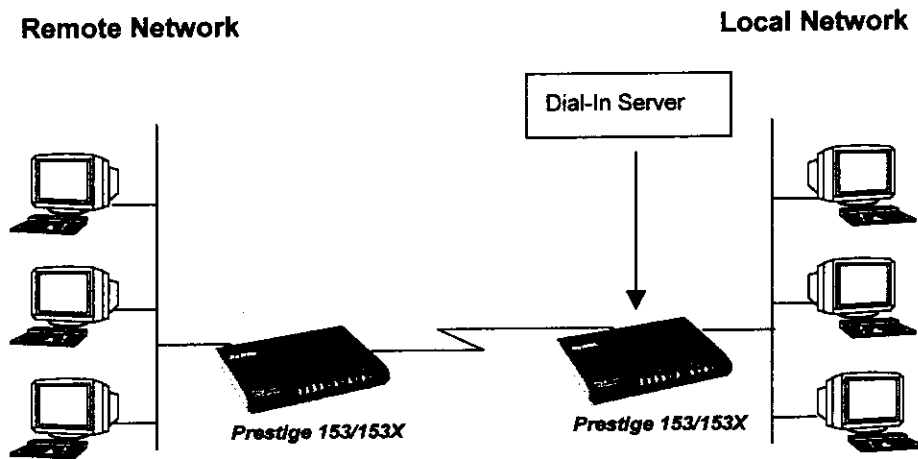 Remote Network
Local Network
Dial-In Server
Prestige 153/153X
Prestige 153/153X